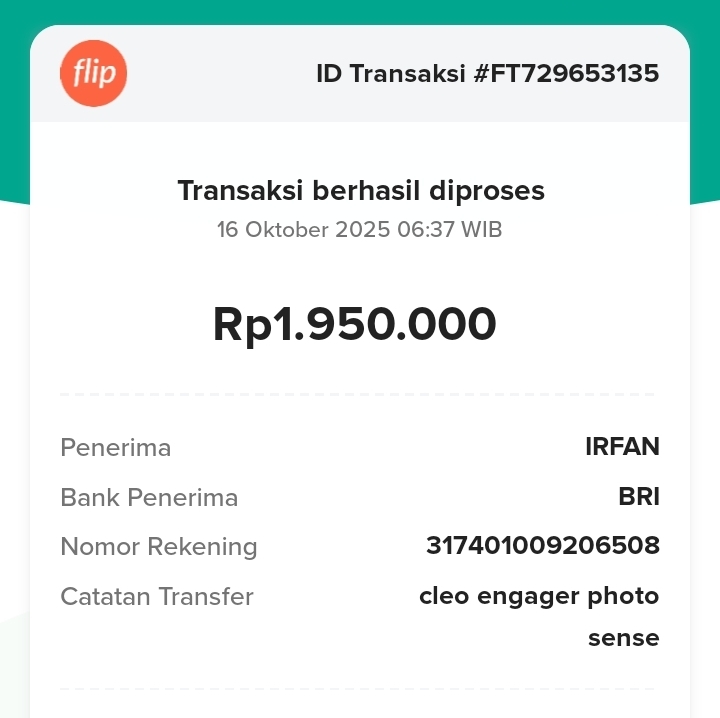 flip
ID Transaksi #FT729653135
Transaksi berhasil diproses
16 Oktober 2025 06:37 WIB
Rp1.950.000
Penerima IRFAN
Bank Penerima BRI
Nomor Rekening 317401009206508
Catatan Transfer cleo engager photo
sense